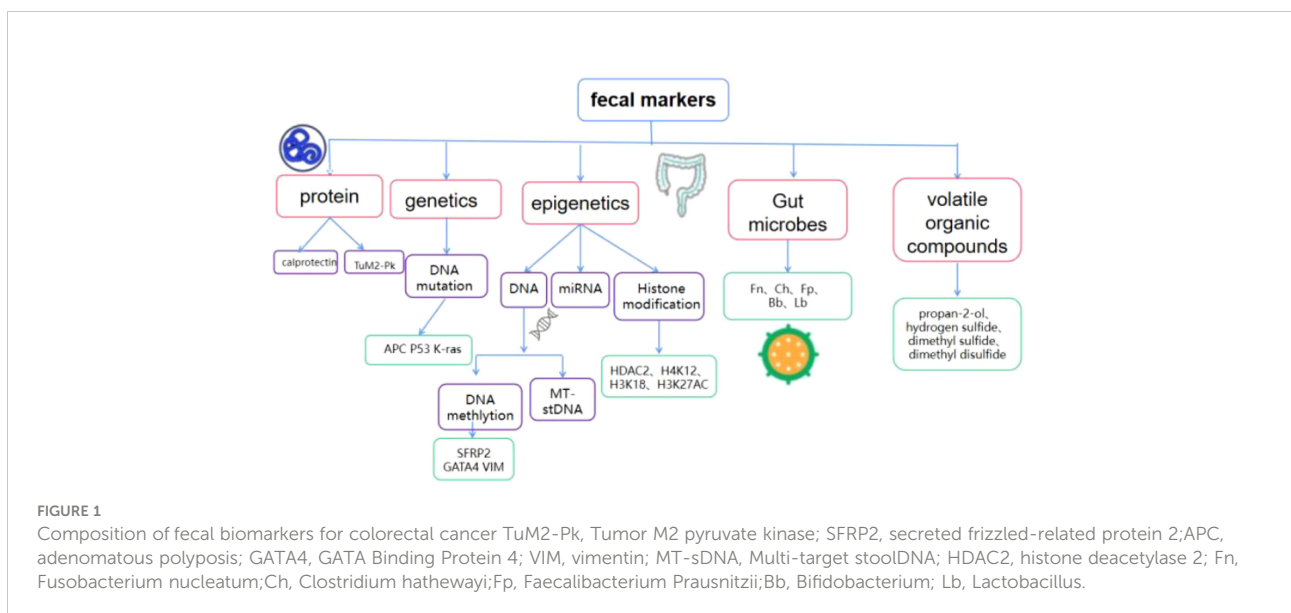 fecal markers
protein
genetics
epigenetics
Gut
microbes
volatile
organic
compounds
calprotectin
TuM2-Pk
DNA
mutation
DNA
miRNA
Histone
modification
Fn、Ch、Fp、
Bb、Lb
propan-2-ol、
hydrogen sulfide、
dimethyl sulfide、
dimethyl disulfide
APC P53 K-ras
HDAC2、H4K12、
H3K18、H3K27AC
DNA
methlytion
MT-
stDNA
SFRP2
GATA4 VIM
FIGURE 1
Composition of fecal biomarkers for colorectal cancer TuM2-Pk, Tumor M2 pyruvate kinase; SFRP2, secreted frizzled-related protein 2;APC,
adenomatous polyposis; GATA4, GATA Binding Protein 4; VIM, vimentin; MT-sDNA, Multi-target stoolDNA; HDAC2, histone deacetylase 2; Fn,
Fusobacterium nucleatum;Ch, Clostridium hathewayi;Fp, Faecalibacterium Prausnitzii;Bb, Bifidobacterium; Lb, Lactobacillus.